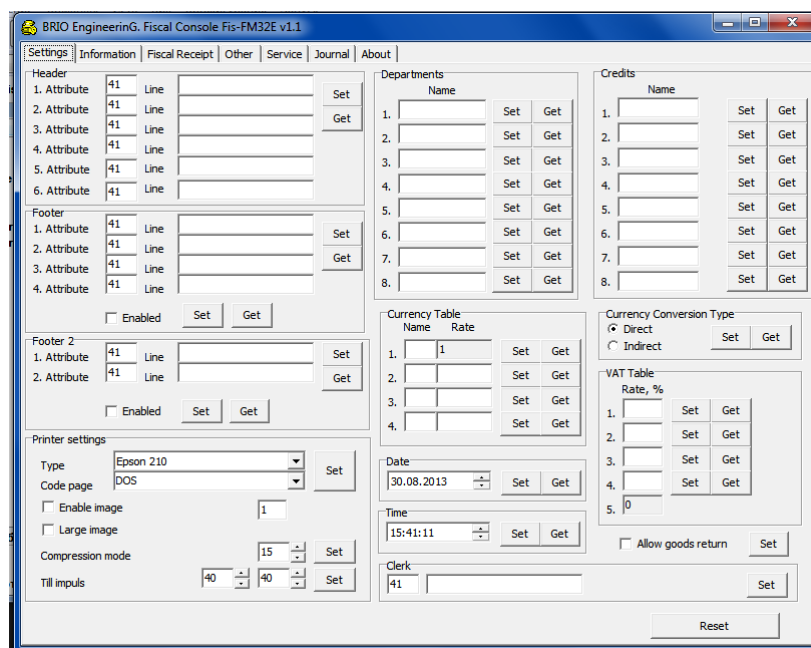 BRIO EngineerinG. Fiscal Console Fis-FM32E v1.1
Settings Information Fiscal Receipt Other Service Journal About
Header
1. Attribute 41 Line
2. Attribute 41 Line
3. Attribute 41 Line
4. Attribute 41 Line
5. Attribute 41 Line
6. Attribute 41 Line
Set
Get
Footer
1. Attribute 41 Line
2. Attribute 41 Line
3. Attribute 41 Line
4. Attribute 41 Line
Set
Get
Enabled Set Get
Footer 2
1. Attribute 41 Line
2. Attribute 41 Line
Set
Get
Enabled Set Get
Printer settings
Type Epson 210
Code page DOS
Set
Enable image 1
Large image
Compression mode 15 Set
Till impuls 40 40 Set
Departments
Name
1. Set Get
2. Set Get
3. Set Get
4. Set Get
5. Set Get
6. Set Get
7. Set Get
8. Set Get
Currency Table
Name Rate
1. 1 Set Get
2. Set Get
3. Set Get
4. Set Get
Date
30.08.2013 Set Get
Time
15:41:11 Set Get
Clerk
41 Set
Credits
Name
1. Set Get
2. Set Get
3. Set Get
4. Set Get
5. Set Get
6. Set Get
7. Set Get
8. Set Get
Currency Conversion Type
Direct
Indirect
Set Get
VAT Table
Rate, %
1. Set Get
2. Set Get
3. Set Get
4. Set Get
5. 0
Allow goods return Set
Reset